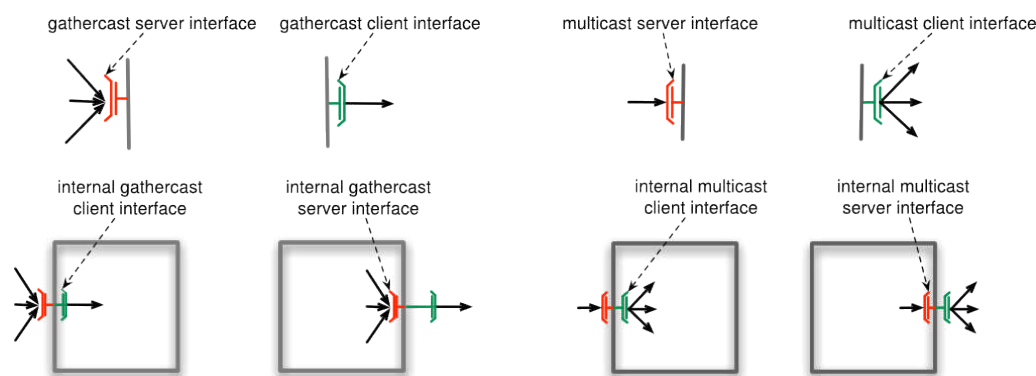 gathercast server interface
gathercast client interface
multicast server interface
multicast client interface
internal gathercast
client interface
internal gathercast
server interface
internal multicast
client interface
internal multicast
server interface